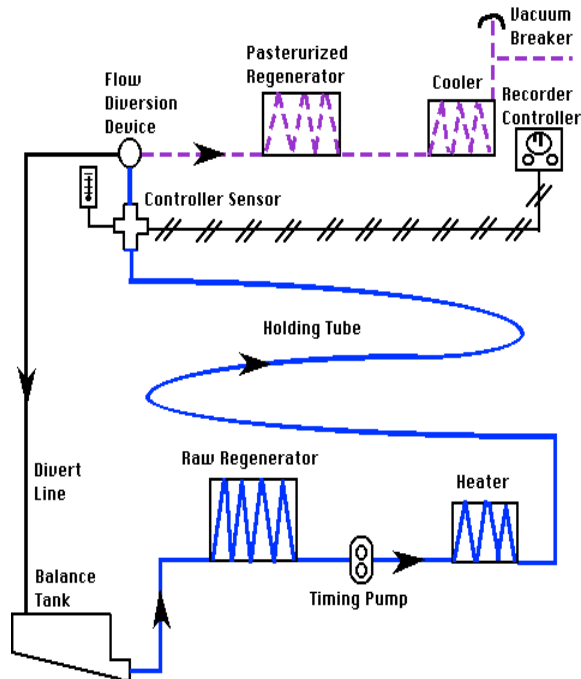 Vacuum
Breaker
Pasterurized
Regenerator
Cooler
Flow
Diversion
Device
Recorder
Controller
Controller Sensor
Holding Tube
Raw Regenerator
Heater
Divert
Line
Timing Pump
Balance
Tank